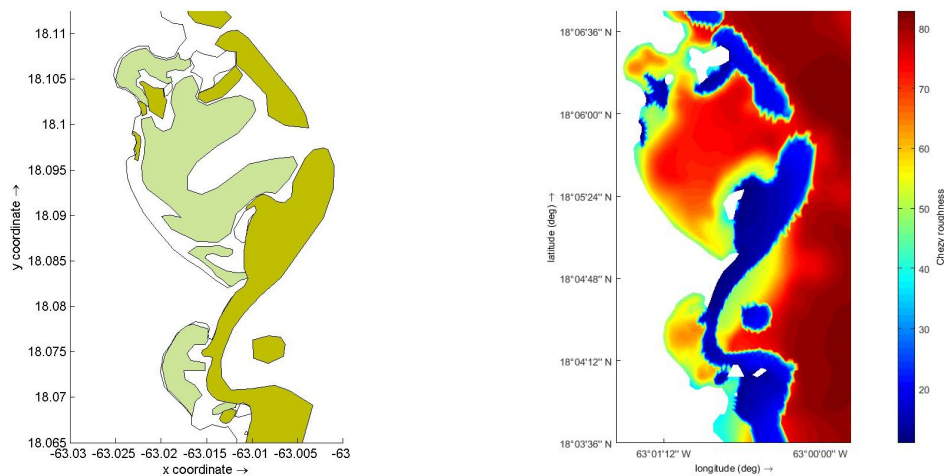 18.11
18.105
18.1
18.095
18.09
18.085
18.08
18.075
18.07
18.065
-63.03 -63.025 -63.02 -63.015 -63.01 -63.005 -63
x coordinate →
y coordinate →
18°06'36"
18°06'00"
18°05'24"
18°04'48"
18°04'12"
18°03'36"
63°01'12" W
63°00'00" W
longitude (deg) →
latitude (deg) →
80
70
60
50
40
30
20
Chezy roughness